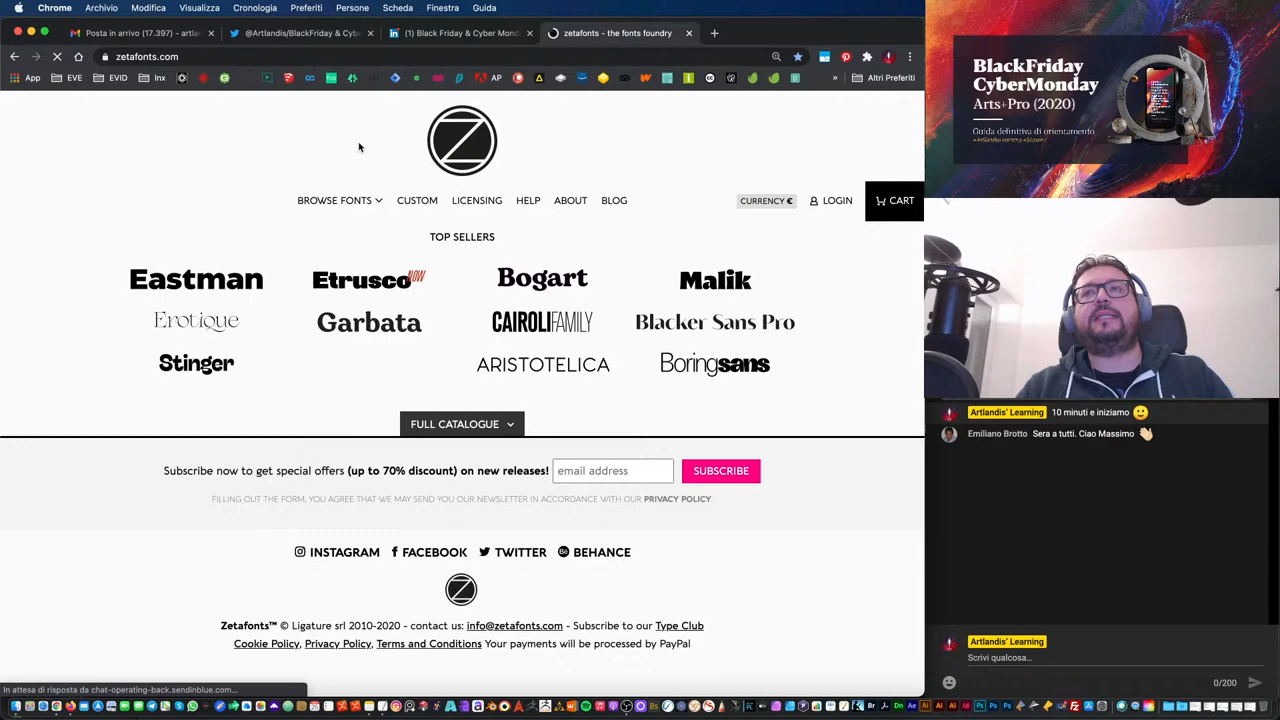 Chrome Archivio Modifica Visualizza Cronologia Preferiti Persone Scheda Finestra Guida
Posta in arrivo (17.397) - artlan
@Artlandis/BlackFriday & Cybe
(1) Black Friday & Cyber Mond
zetafonts - the fonts foundry
zetafonts.com
App EVE EVID Inx AP
Altri Preferiti
Z
BROWSE FONTS CUSTOM LICENSING HELP ABOUT BLOG
CURRENCY €
LOGIN
CART
TOP SELLERS
Eastman Etrusco NOW Bogart Malik
Erotique Garbata CAIROLIFAMILY Blacker Sans Pro
Stinger ARISTOTELICA Boringsans
FULL CATALOGUE
Subscribe now to get special offers (up to 70% discount) on new releases! email address SUBSCRIBE
FILLING OUT THE FORM, YOU AGREE THAT WE MAY SEND YOU OUR NEWSLETTER IN ACCORDANCE WITH OUR PRIVACY POLICY.
INSTAGRAM FACEBOOK TWITTER BEHANCE
Z
Zetafonts™ © Ligature srl 2010-2020 - contact us: info@zetafonts.com - Subscribe to our Type Club
Cookie Policy, Privacy Policy, Terms and Conditions Your payments will be processed by PayPal
In attesa di risposta da chat-operating-back.sendinblue.com...
BlackFriday
CyberMonday
Arts+Pro (2020)
Guida definitiva di orientamento
Artlandis' Learning 10 minuti e iniziamo
Emiliano Brotto Sera a tutti. Ciao Massimo
Artlandis' Learning
Scrivi qualcosa...
0/200